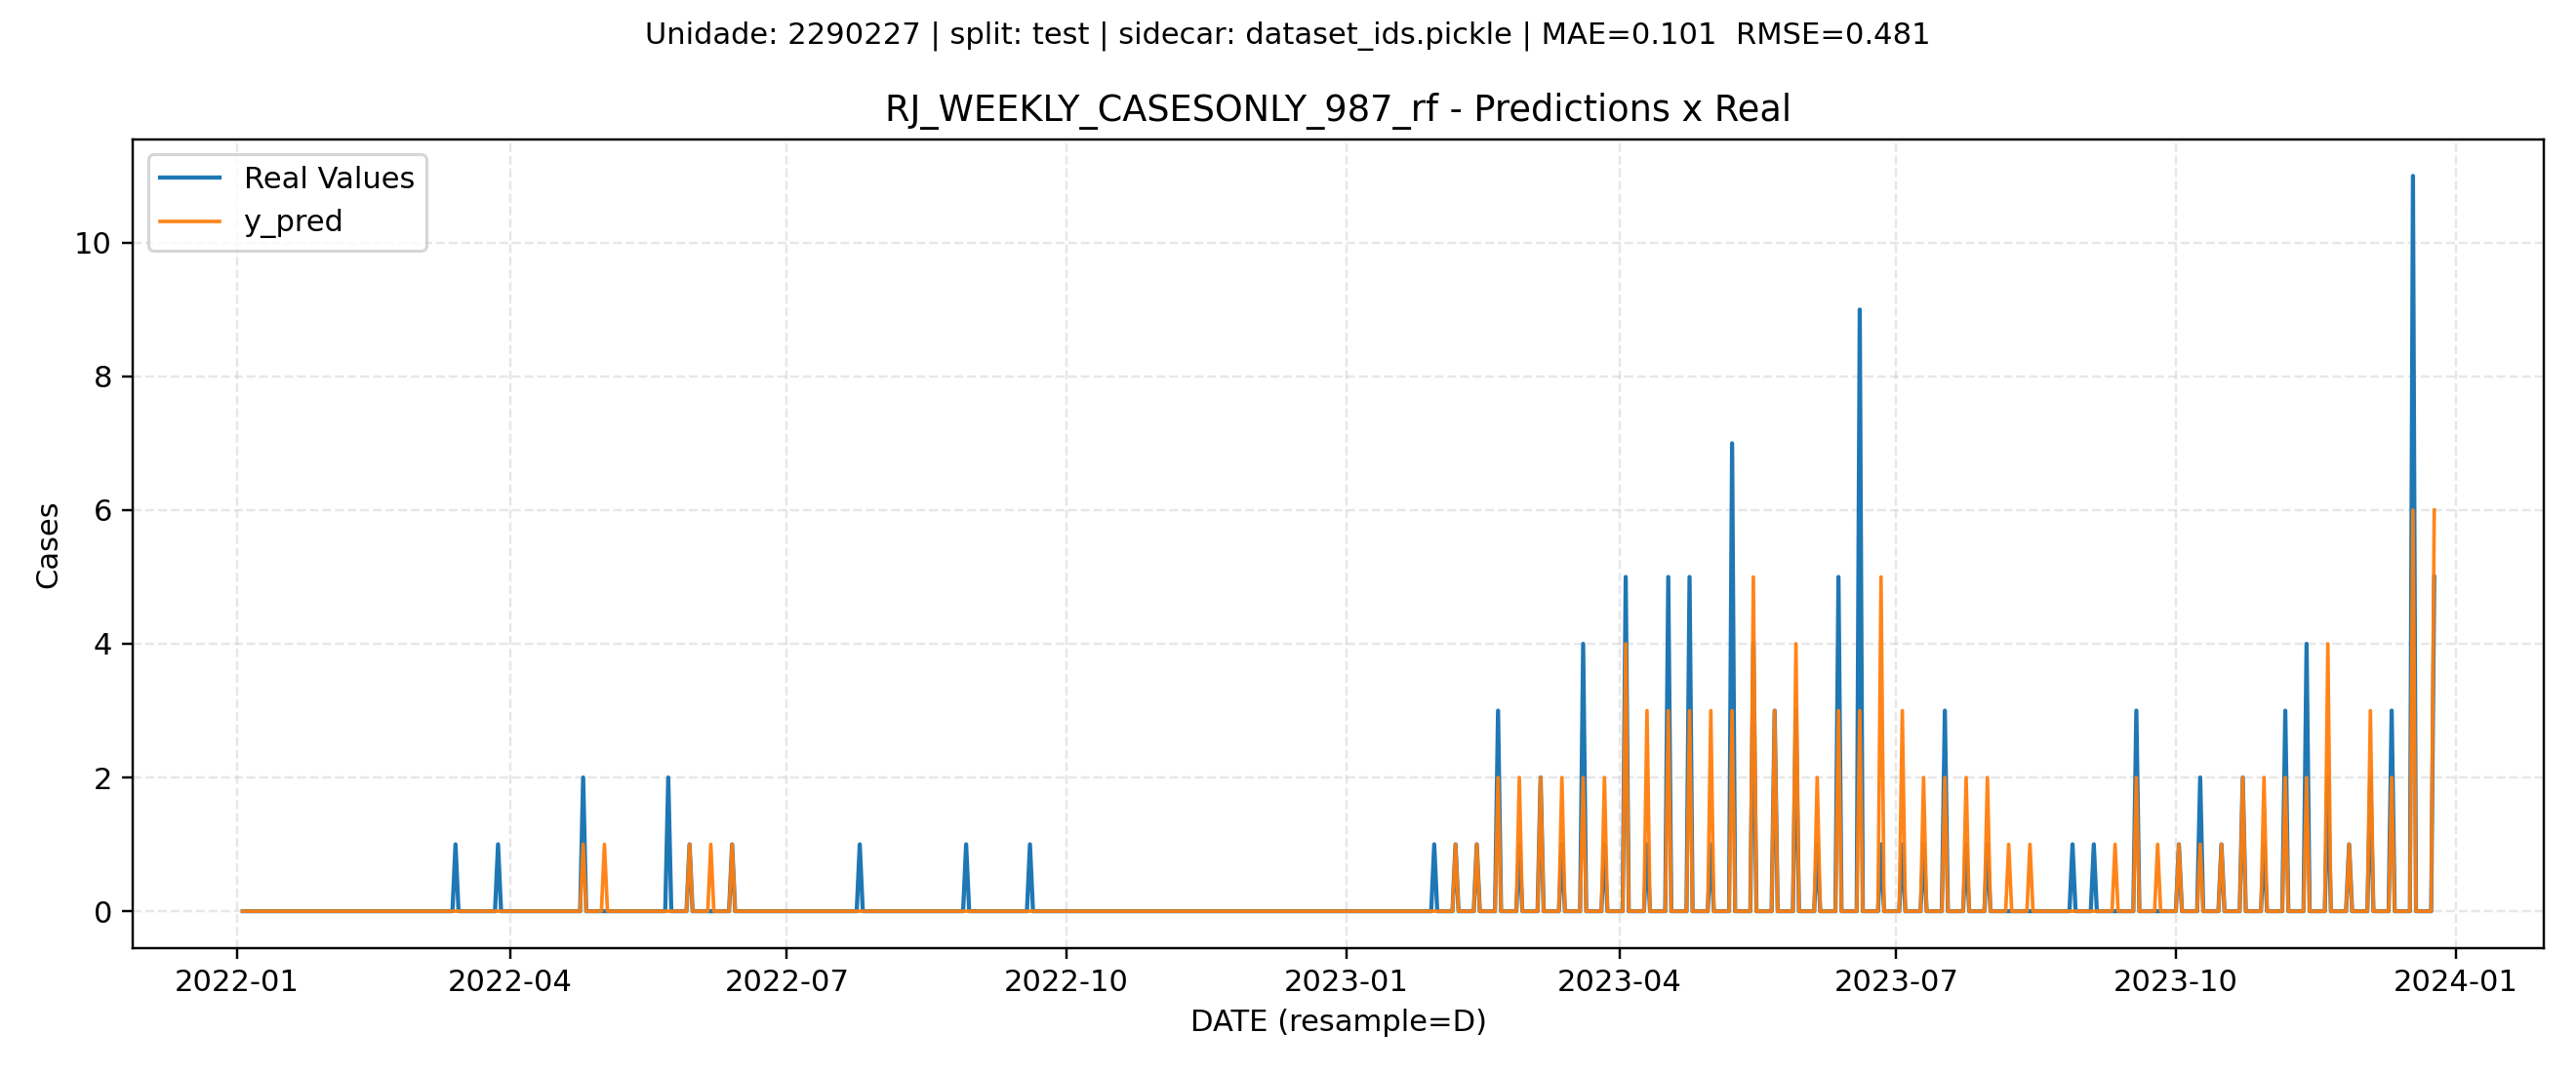 Unidade: 2290227 | split: test | sidecar: dataset_ids.pickle | MAE=0.101  RMSE=0.481
RJ_WEEKLY_CASESONLY_987_rf - Predictions x Real
Real Values
y_pred
10
8
6
4
2
0
Cases
2022-01 2022-04 2022-07 2022-10 2023-01 2023-04 2023-07 2023-10 2024-01
DATE (resample=D)